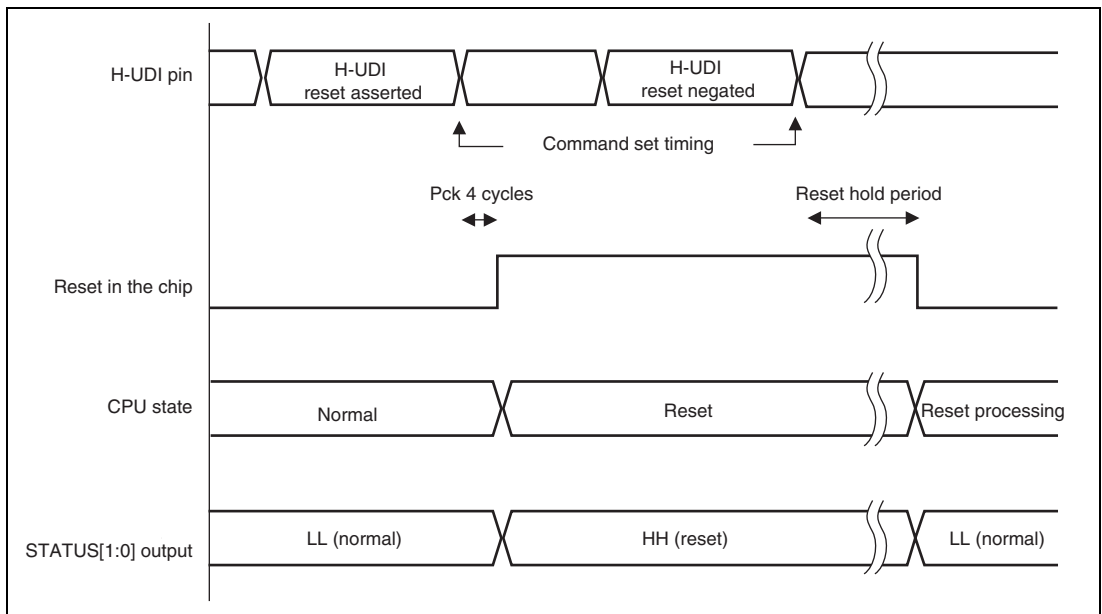 H-UDI pin
H-UDI
reset asserted
H-UDI
reset negated
Command set timing
Pck 4 cycles
Reset hold period
Reset in the chip
CPU state
Normal
Reset
Reset processing
STATUS[1:0] output
LL (normal)
HH (reset)
LL (normal)